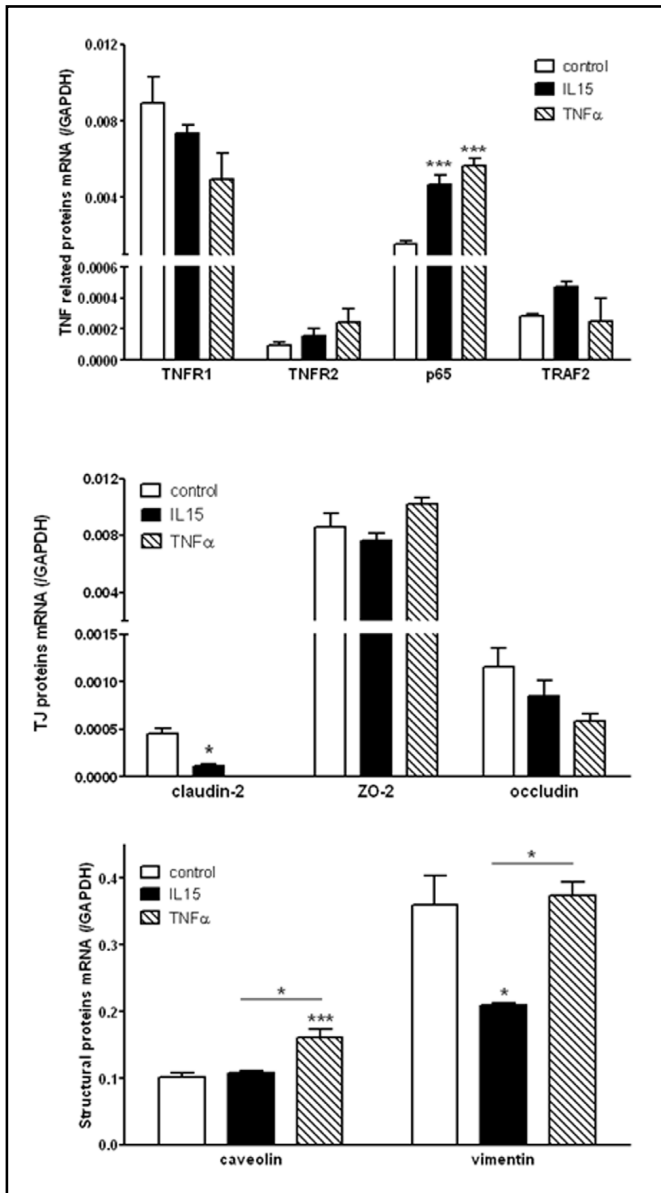 TNF related proteins mRNA (/GAPDH)
0.012
0.008
0.004
0.0006
0.0004
0.0002
0.0000
control
IL15
TNFα
*** ***
TNFR1 TNFR2 p65 TRAF2
TJ proteins mRNA (/GAPDH)
0.012
0.008
0.004
0.0015
0.0010
0.0005
0.0000
control
IL15
TNFα
*
claudin-2 ZO-2 occludin
Structural proteins mRNA (/GAPDH)
0.4
0.3
0.2
0.1
0.0
control
IL15
TNFα
*
*
***
*
caveolin vimentin